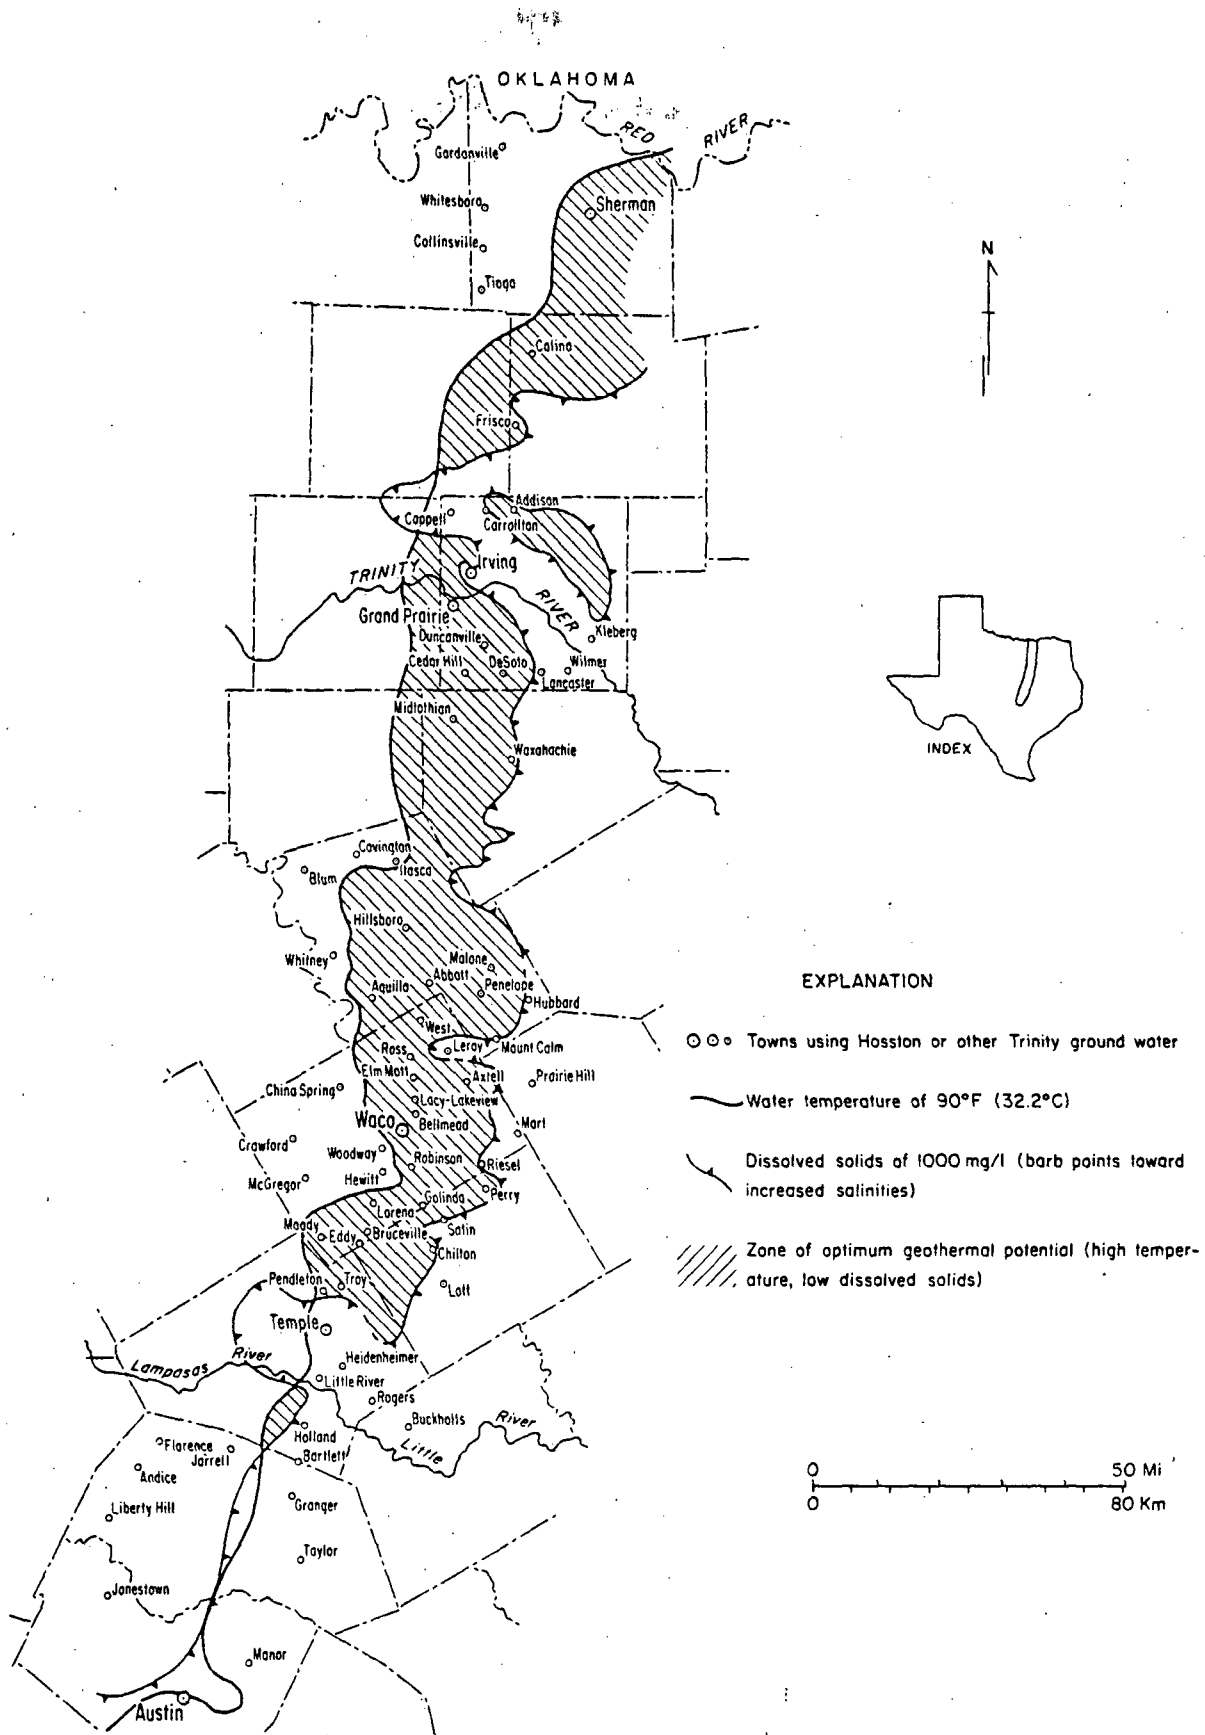 OKLAHOMA
RED
RIVER
Gordonville
Whitesboro
Sherman
Collinsville
Tioga
N
Celina
Frisco
Addison
Coppell
Carrollton
TRINITY
Irving
RIVER
Grand Prairie
Kleberg
Duncanville
Cedar Hill
DeSoto
Wilmer
Lancaster
Midlothian
INDEX
Waxahachie
Covington
Itasca
Blum
Hillsboro
Whitney
Malone
Abbott
Aquilla
Penelope
Hubbard
EXPLANATION
West
Leray
Mount Calm
Towns using Hosston or other Trinity ground water
Ross
Elm Mott
Axtell
Prairie Hill
China Spring
Lacy-Lakeview
Water temperature of 90°F (32.2°C)
Waco
Bellmead
Mart
Crawford
Woodway
Robinson
Riesel
Dissolved solids of 1000 mg/l (barb points toward
increased salinities)
McGregor
Hewitt
Golinda
Perry
Lorena
Moody
Eddy
Bruceville
Satin
Chilton
Zone of optimum geothermal potential (high temper-
ature, low dissolved solids)
Pendleton
Troy
Lott
Temple
Lampasas
River
Heidenheimer
Little River
Rogers
Buckholts
River
Little
Holland
Florence
Jarrell
Bartlett
Andice
0 50 Mi
0 80 Km
Granger
Liberty Hill
Taylor
Jonestown
Manor
Austin